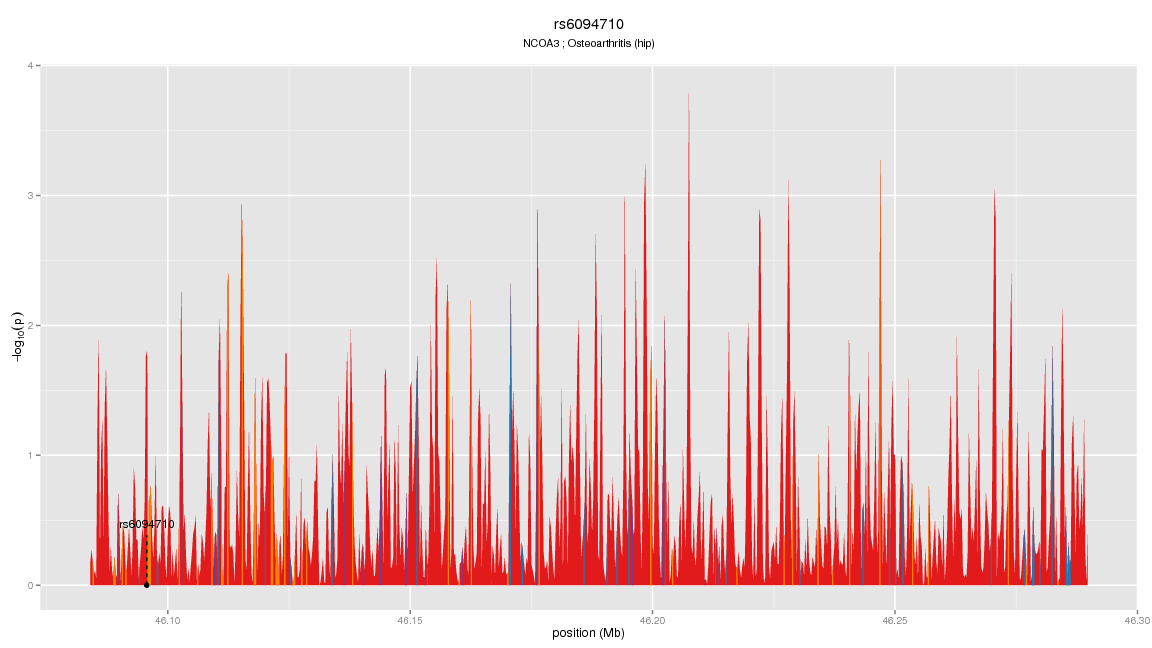 rs6094710
NCOA3 ; Osteoarthritis (hip)
4
3
2
1
0
−log10(p)
rs6094710
46.10
46.15
46.20
46.25
46.30
position (Mb)